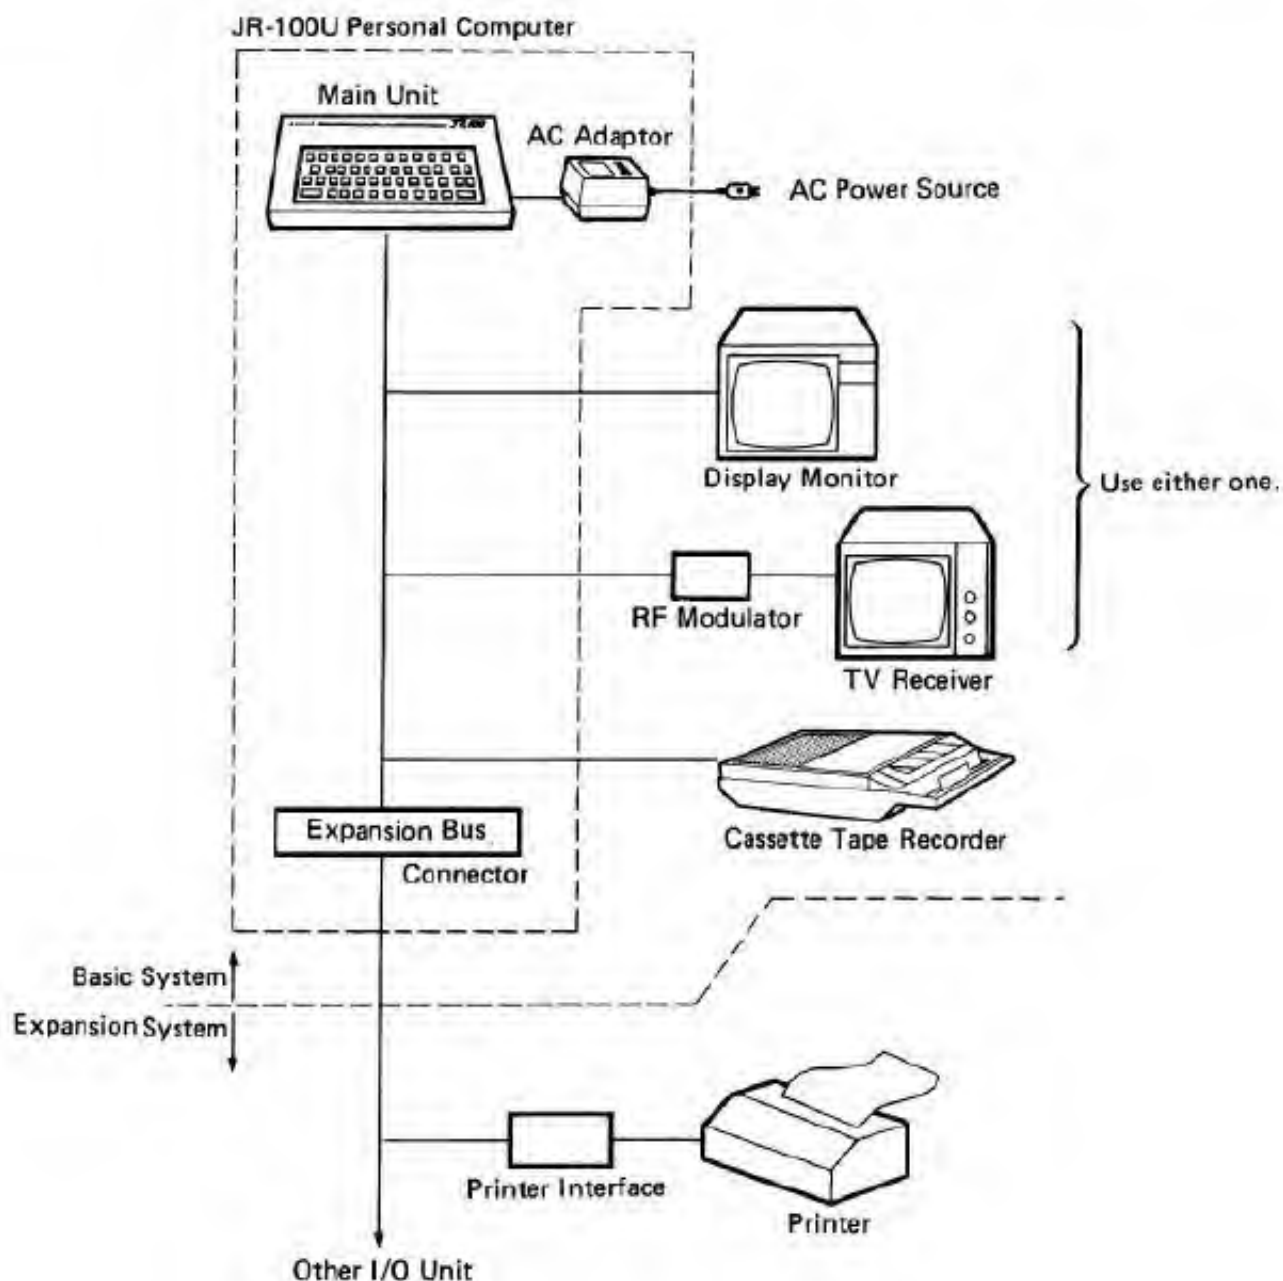 JR-100U Personal Computer
Main Unit
AC Adaptor
AC Power Source
Display Monitor
Use either one.
RF Modulator
TV Receiver
Cassette Tape Recorder
Expansion Bus
Connector
Basic System
Expansion System
Printer Interface
Printer
Other I/O Unit